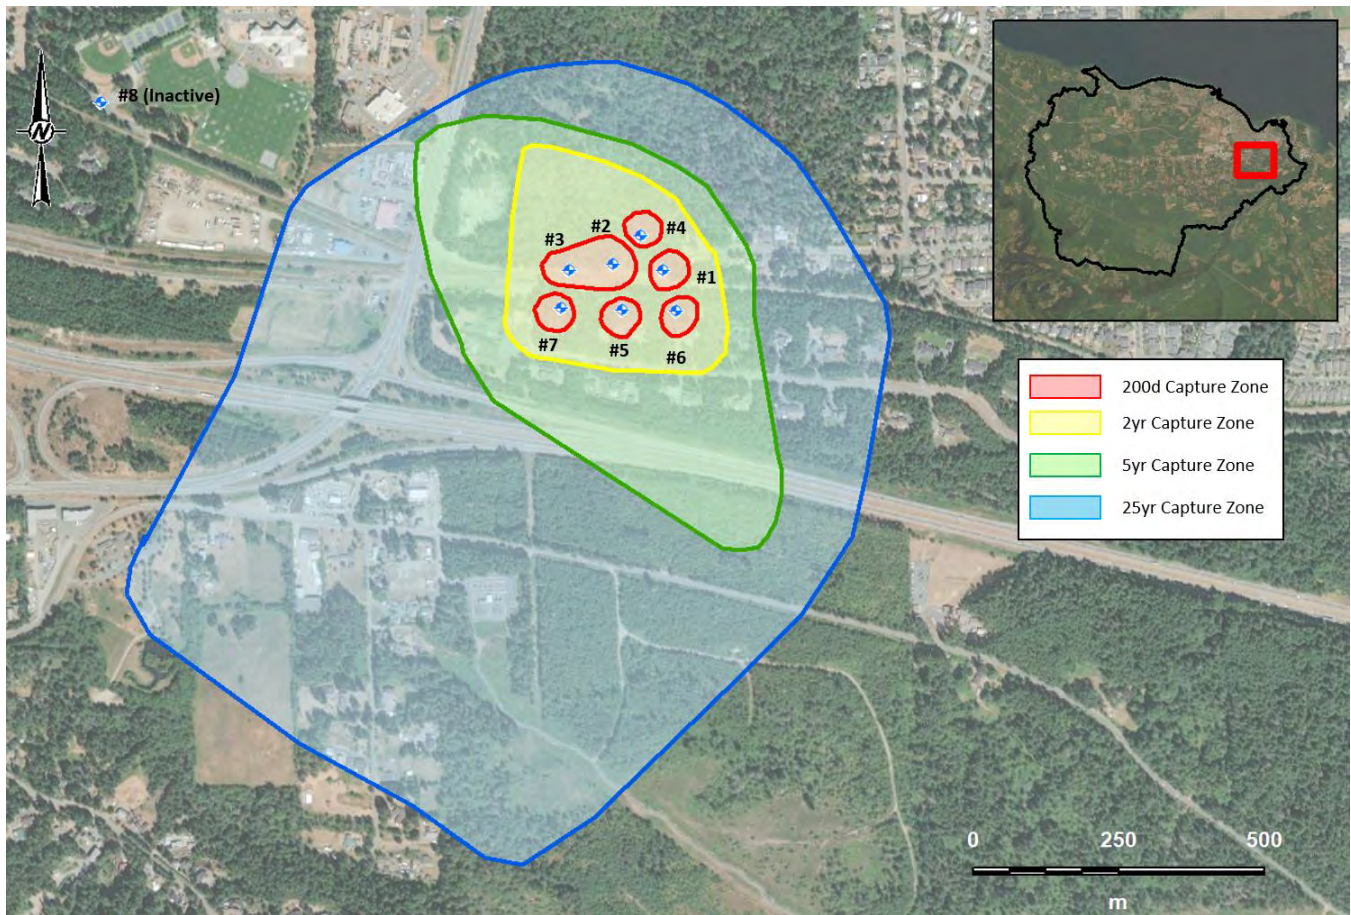 #8 (Inactive)
N
#4
#2
#3
#1
#7
#5
#6
200d Capture Zone
2yr Capture Zone
5yr Capture Zone
25yr Capture Zone
0 250 500
m